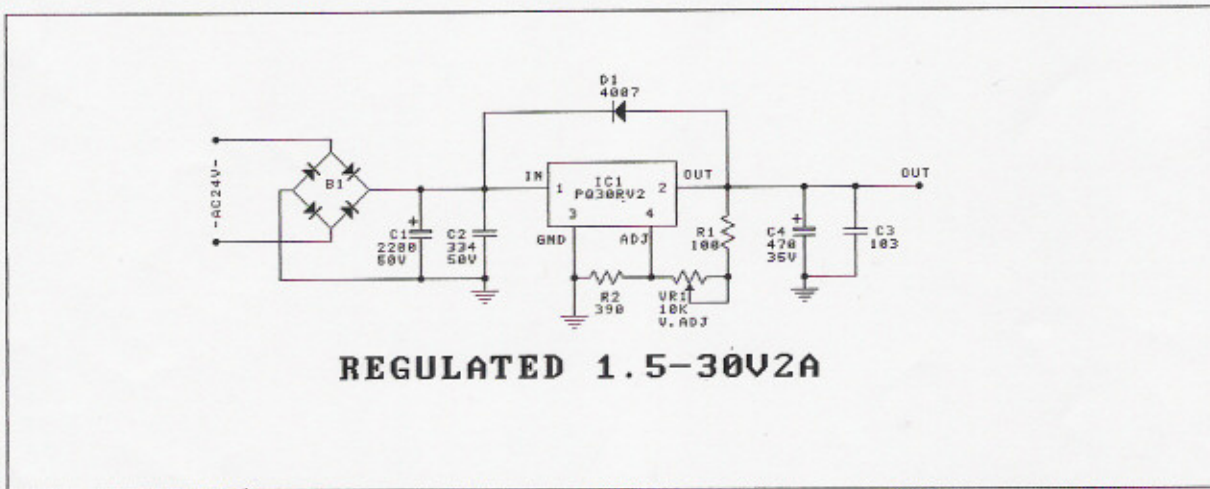 D1
4007
~AC24V~
B1
IN
1
IC1
PQ30RV2
2
OUT
3
4
GND
ADJ
C1
2200
50V
C2
334
50V
R1
100
C4
470
35V
C3
103
OUT
R2
390
VR1
10K
V.ADJ
REGULATED 1.5-30V2A